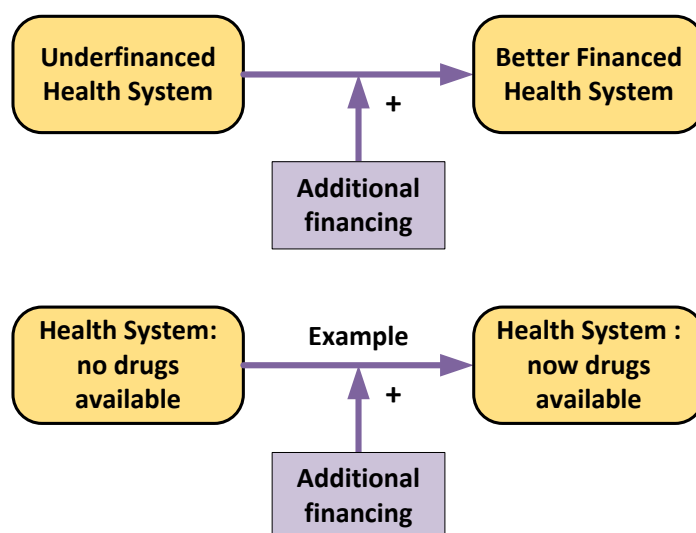 Underfinanced
Health System
Better Financed
Health System
+
Additional
financing
Health System:
no drugs
available
Example
Health System :
now drugs
available
+
Additional
financing